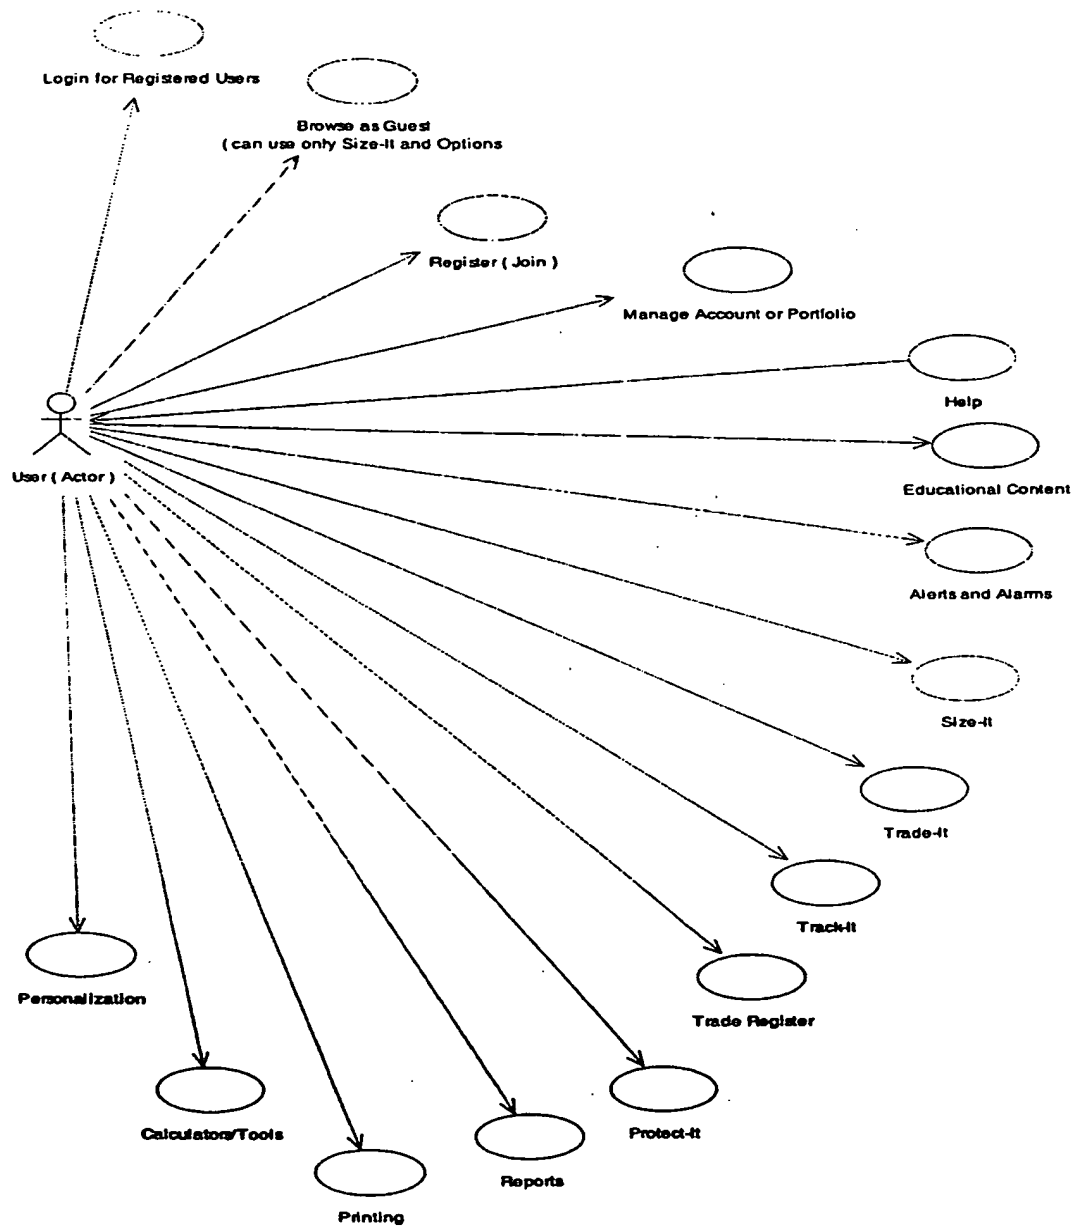 Login for Registered Users
Browse as Guest
( can use only Size-It and Options
Register ( Join )
Manage Account or Portfolio
Help
User ( Actor )
Educational Content
Alerts and Alarms
Size-It
Trade-It
Track-It
Personalization
Trade Register
Calculators/Tools
Protect-It
Reports
Printing